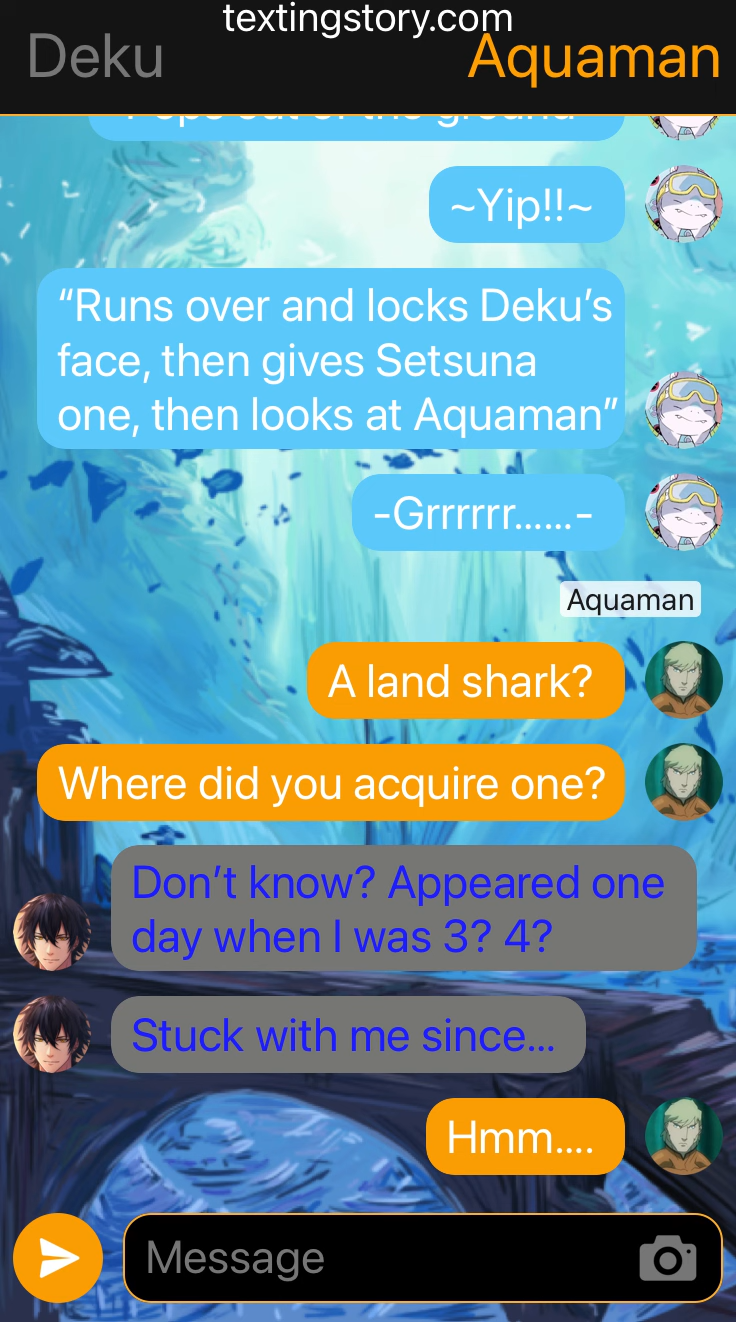 textingstory.com
Deku
Aquaman
~Yip!!~
“Runs over and locks Deku’s
face, then gives Setsuna
one, then looks at Aquaman”
-Grrrrrr......-
Aquaman
A land shark?
Where did you acquire one?
Don’t know? Appeared one
day when I was 3? 4?
Stuck with me since...
Hmm....
Message